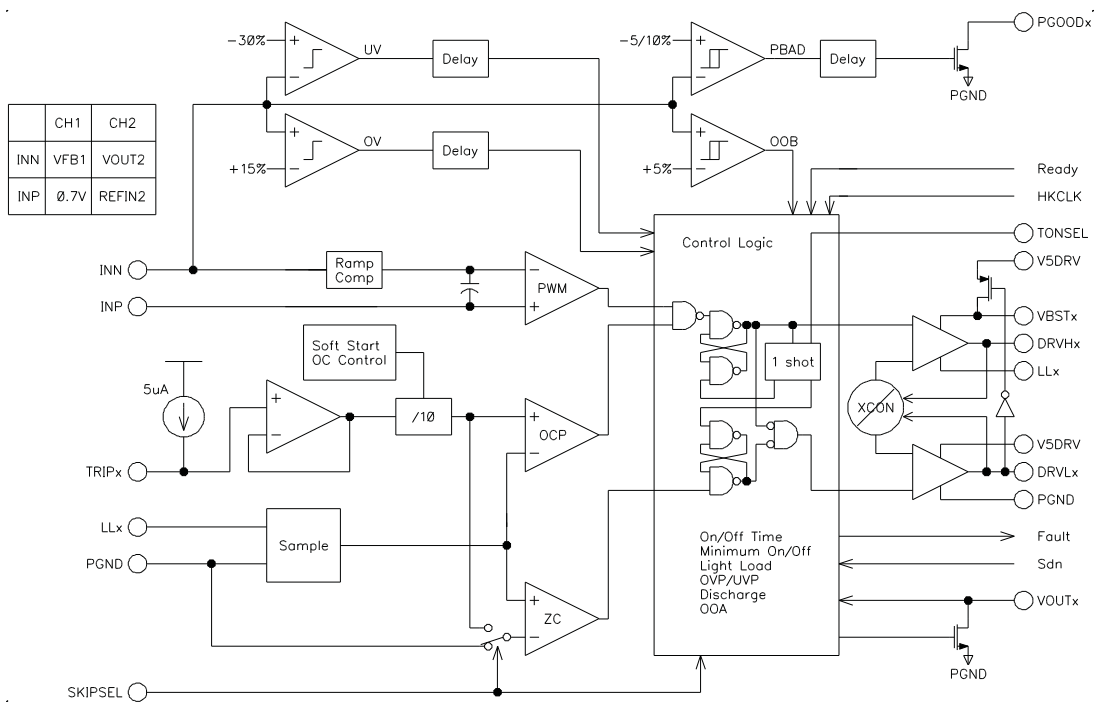 PGOODx
-30%
+
-
UV
Delay
-5/10%
+
-
PBAD
Delay
PGND
CH1 CH2
INN VFB1 VOUT2
INP 0.7V REFIN2
+
-
+15%
OV
Delay
+
-
+5%
OOB
Ready
HKCLK
Control Logic
TONSEL
INN
Ramp
Comp
-
+
PWM
V5DRV
INP
VBSTx
DRVHx
Soft Start
OC Control
1 shot
LLx
5uA
+
-
/10
+
-
OCP
XCON
V5DRV
TRIPx
DRVLx
PGND
LLx
Sample
On/Off Time
Minimum On/Off
Light Load
OVP/UVP
Discharge
OOA
Fault
PGND
Sdn
+
-
ZC
VOUTx
PGND
SKIPSEL